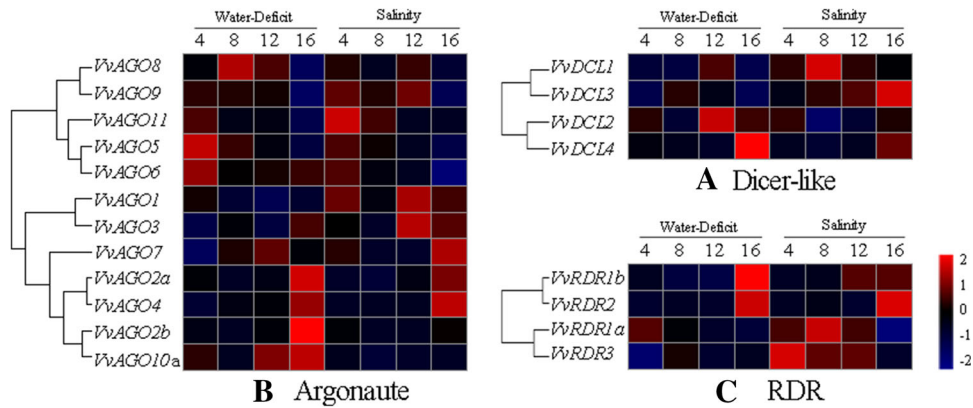 Water-Deficit Salinity
4 8 12 16 4 8 12 16
VvAGO8
VvAGO9
VvAGO11
VvAGO5
VvAGO6
VvAGO1
VvAGO3
VvAGO7
VvAGO2a
VvAGO4
VvAGO2b
VvAGO10a
B Argonaute
Water-Deficit Salinity
4 8 12 16 4 8 12 16
VvDCL1
VvDCL3
VvDCL2
VvDCL4
A Dicer-like
Water-Deficit Salinity
4 8 12 16 4 8 12 16
VvRDR1b
VvRDR2
VvRDR1a
VvRDR3
C RDR
2
1
0
-1
-2